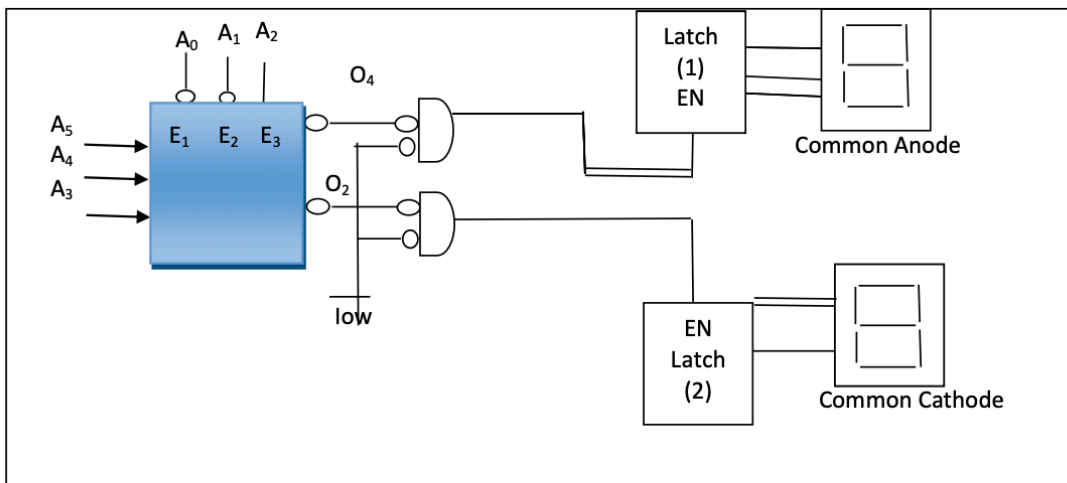 A₀ A₁ A₂
O₄
Latch
(1)
EN
Common Anode
A₅
A₄
A₃
E₁ E₂ E₃
O₂
low
EN
Latch
(2)
Common Cathode